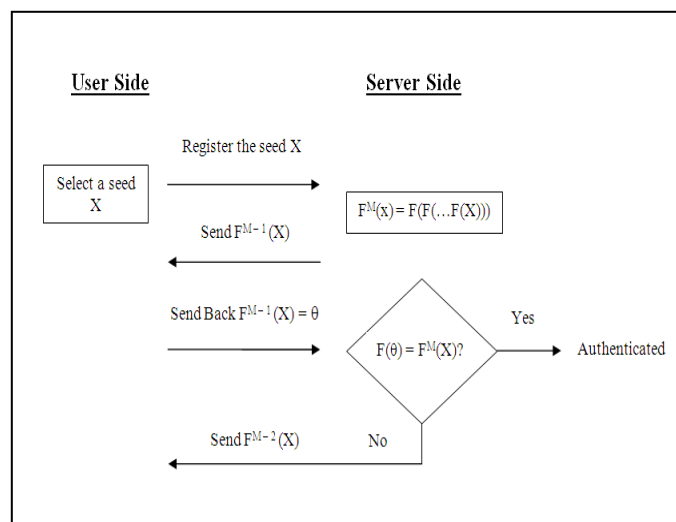 User Side
Server Side
Register the seed X
Select a seed
X
F^M(x) = F(F(…F(X)))
Send F^M−1(X)
Send Back F^M−1(X) = θ
Yes
F(θ) = F^M(X)?
Authenticated
Send F^M−2(X)
No